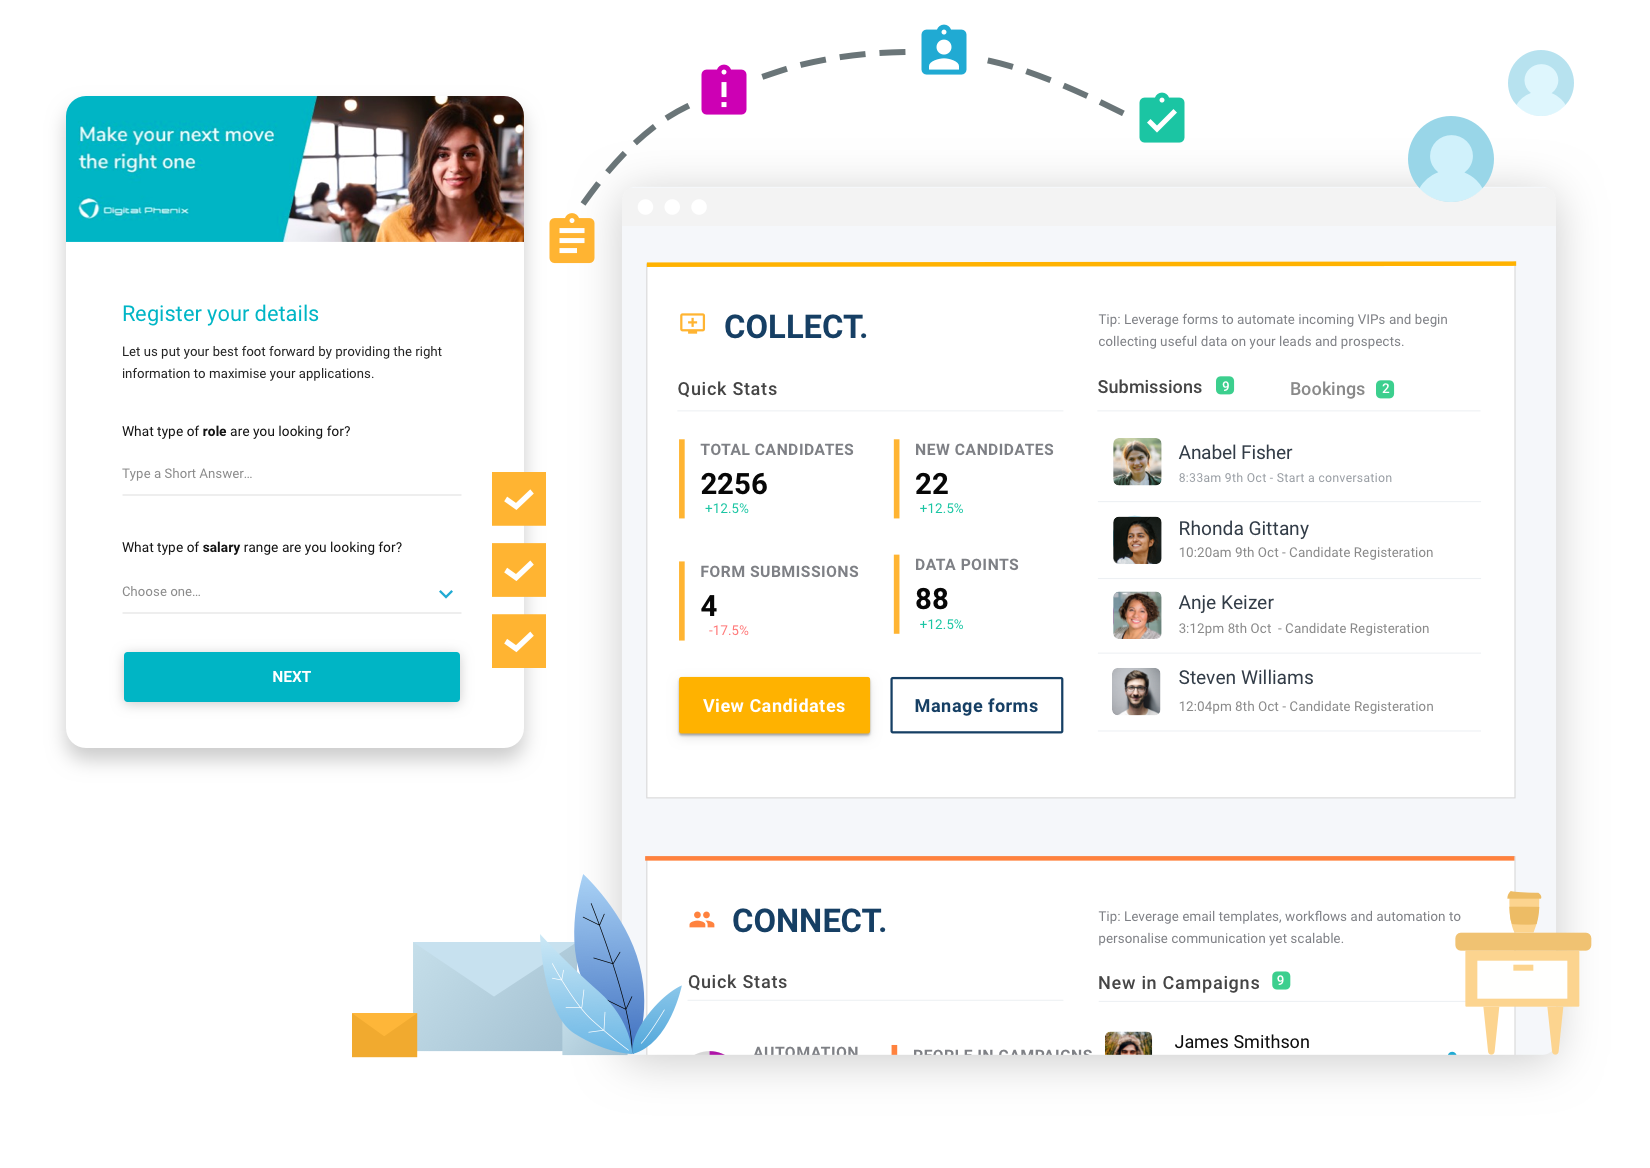 Make your next move
the right one
Digital Phenix
Register your details
Let us put your best foot forward by providing the right
information to maximise your applications.
What type of role are you looking for?
Type a Short Answer...
What type of salary range are you looking for?
Choose one...
NEXT
COLLECT.
Quick Stats
TOTAL CANDIDATES
2256
+12.5%
NEW CANDIDATES
22
+12.5%
FORM SUBMISSIONS
4
-17.5%
DATA POINTS
88
+12.5%
View Candidates
Manage forms
Tip: Leverage forms to automate incoming VIPs and begin
collecting useful data on your leads and prospects.
Submissions 9
Bookings 2
Anabel Fisher
8:33am 9th Oct - Start a conversation
Rhonda Gittany
10:20am 9th Oct - Candidate Registeration
Anje Keizer
3:12pm 8th Oct - Candidate Registeration
Steven Williams
12:04pm 8th Oct - Candidate Registeration
CONNECT.
Quick Stats
AUTOMATION
PEOPLE IN CAMPAIGNS
Tip: Leverage email templates, workflows and automation to
personalise communication yet scalable.
New in Campaigns 9
James Smithson